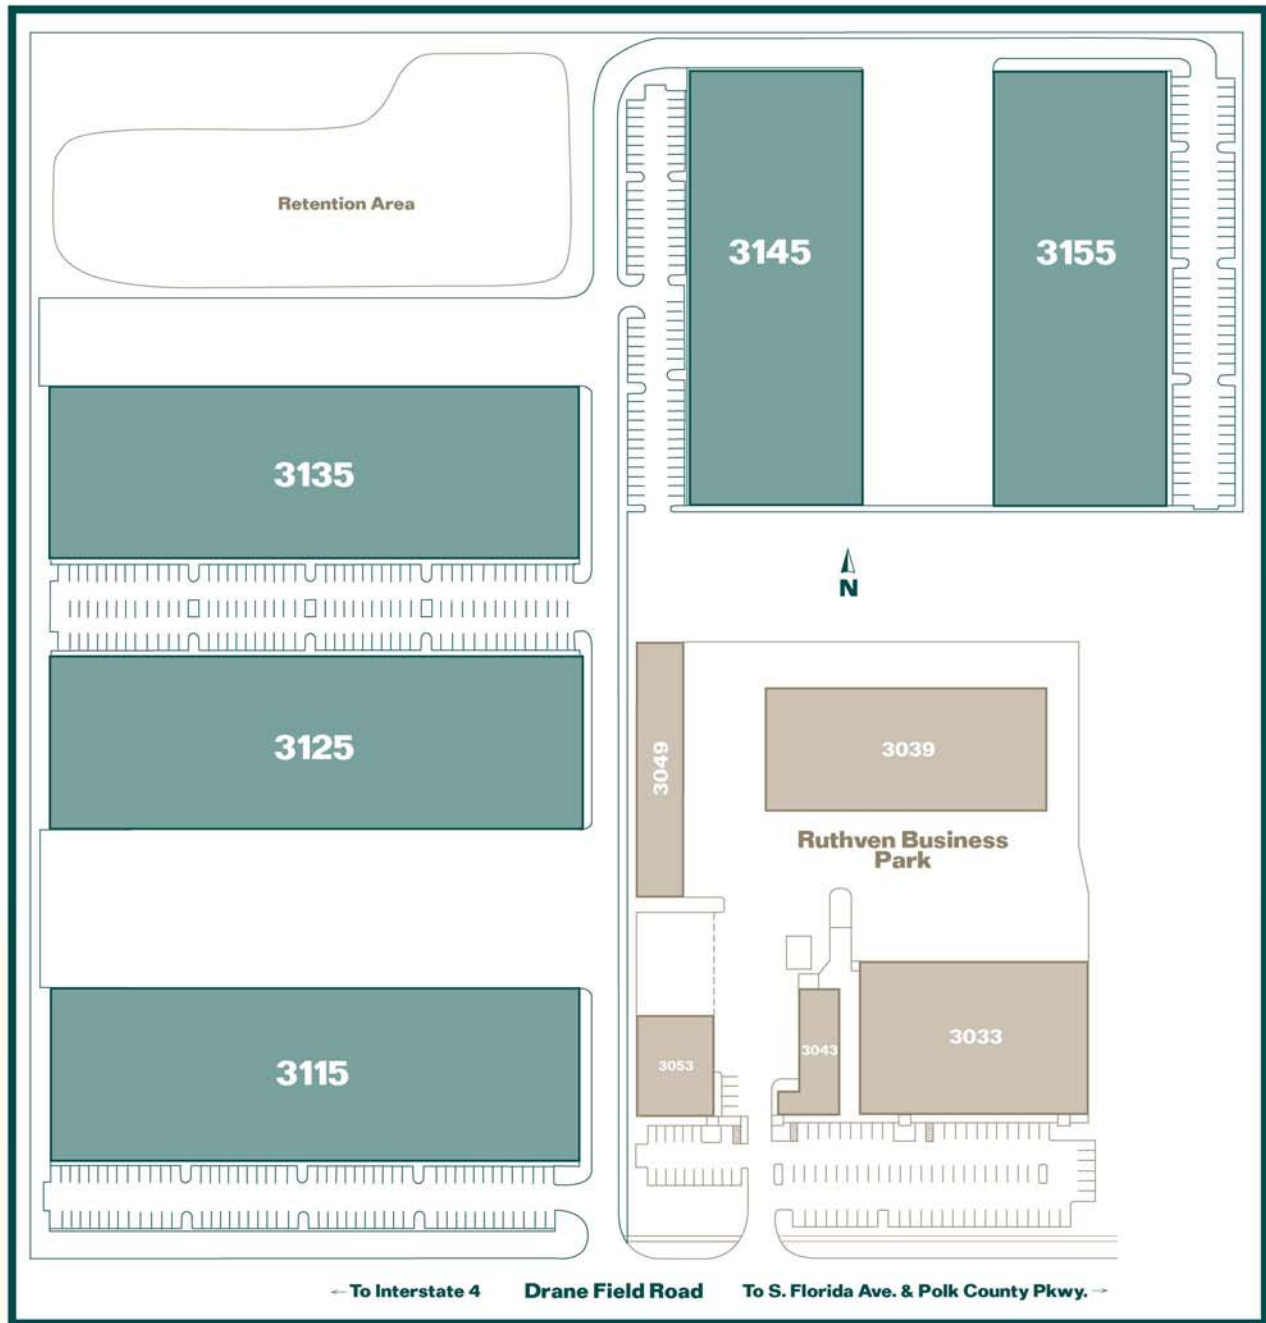 Retention Area
3145
3155
3135
N
3125
3049
3039
Ruthven Business
Park
3115
3053
3043
3033
← To Interstate 4 Drane Field Road To S. Florida Ave. & Polk County Pkwy. →